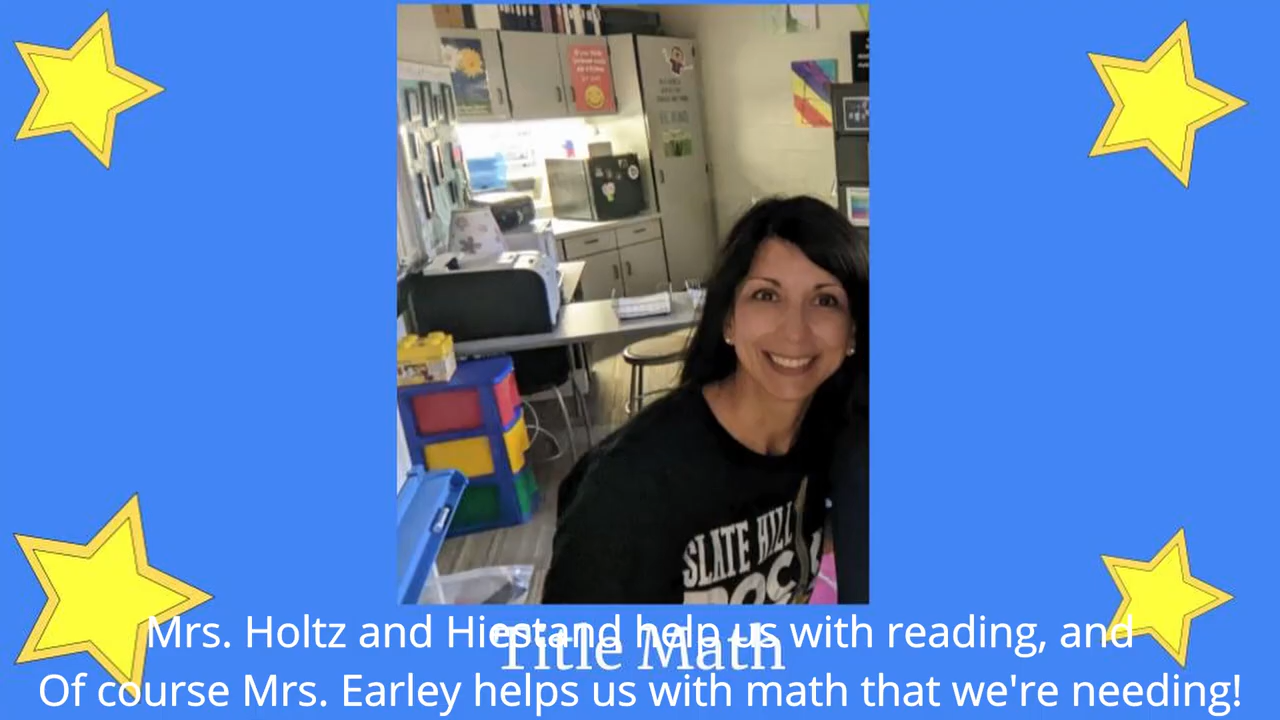 SLATE HILL
ROC
Title Math
Mrs. Holtz and Hiestand help us with reading, and
Of course Mrs. Earley helps us with math that we're needing!